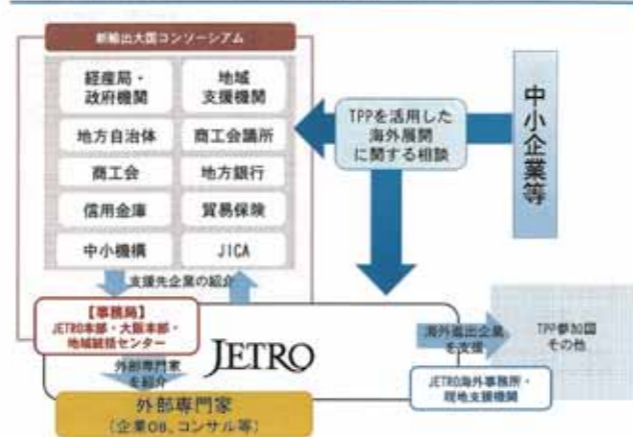 新輸出大国コンソーシアム
経産局・
政府機関
地域
支援機関
地方自治体
商工会議所
商工会
地方銀行
信用金庫
貿易保険
中小機構
JICA
TPPを活用した
海外展開
に関する相談
中小企業等
支援先企業の紹介
【事務局】
JETRO本部・大阪本部・
地域統括センター
JETRO
海外進出企業
を支援
TPP参加国
その他
外部専門家
を紹介
JETRO海外事務所・
現地支援機関
外部専門家
(企業OB、コンサル等)